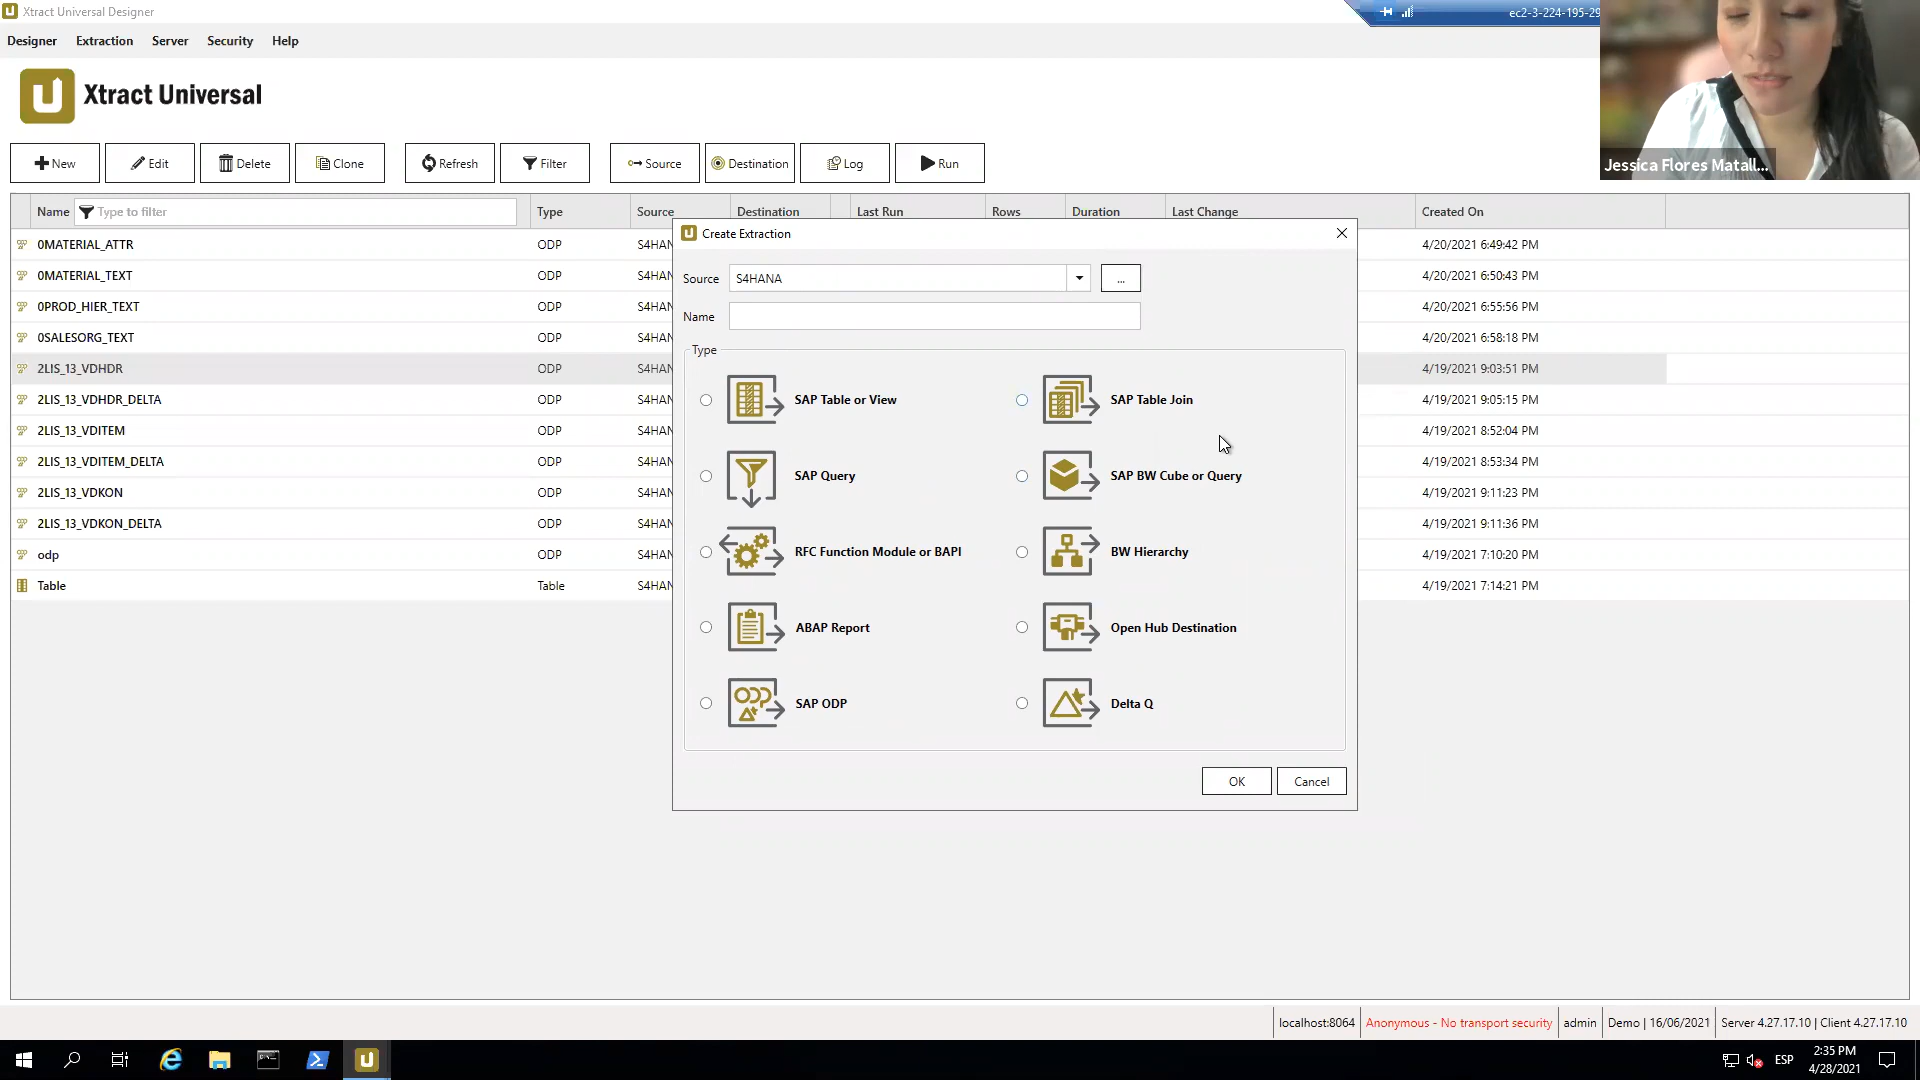 Xtract Universal Designer
ec2-3-224-195-29
Designer Extraction Server Security Help
Xtract Universal
New Edit Delete Clone Refresh Filter Source Destination Log Run
Jessica Flores Matall...
Name Type to filter Type Source Destination Last Run Rows Duration Last Change Created On
0MATERIAL_ATTR ODP S4HAN 4/20/2021 6:49:42 PM
0MATERIAL_TEXT ODP S4HAN 4/20/2021 6:50:43 PM
0PROD_HIER_TEXT ODP S4HAN 4/20/2021 6:55:56 PM
0SALESORG_TEXT ODP S4HAN 4/20/2021 6:58:18 PM
2LIS_13_VDHDR ODP S4HAN 4/19/2021 9:03:51 PM
2LIS_13_VDHDR_DELTA ODP S4HAN 4/19/2021 9:05:15 PM
2LIS_13_VDITEM ODP S4HAN 4/19/2021 8:52:04 PM
2LIS_13_VDITEM_DELTA ODP S4HAN 4/19/2021 8:53:34 PM
2LIS_13_VDKON ODP S4HAN 4/19/2021 9:11:23 PM
2LIS_13_VDKON_DELTA ODP S4HAN 4/19/2021 9:11:36 PM
odp ODP S4HAN 4/19/2021 7:10:20 PM
Table Table S4HAN 4/19/2021 7:14:21 PM
Create Extraction
Source S4HANA ...
Name
Type
SAP Table or View SAP Table Join
SAP Query SAP BW Cube or Query
RFC Function Module or BAPI BW Hierarchy
ABAP Report Open Hub Destination
ODP SAP ODP Delta Q
OK Cancel
localhost:8064 Anonymous - No transport security admin Demo | 16/06/2021 Server 4.27.17.10 | Client 4.27.17.10
ESP 2:35 PM
4/28/2021